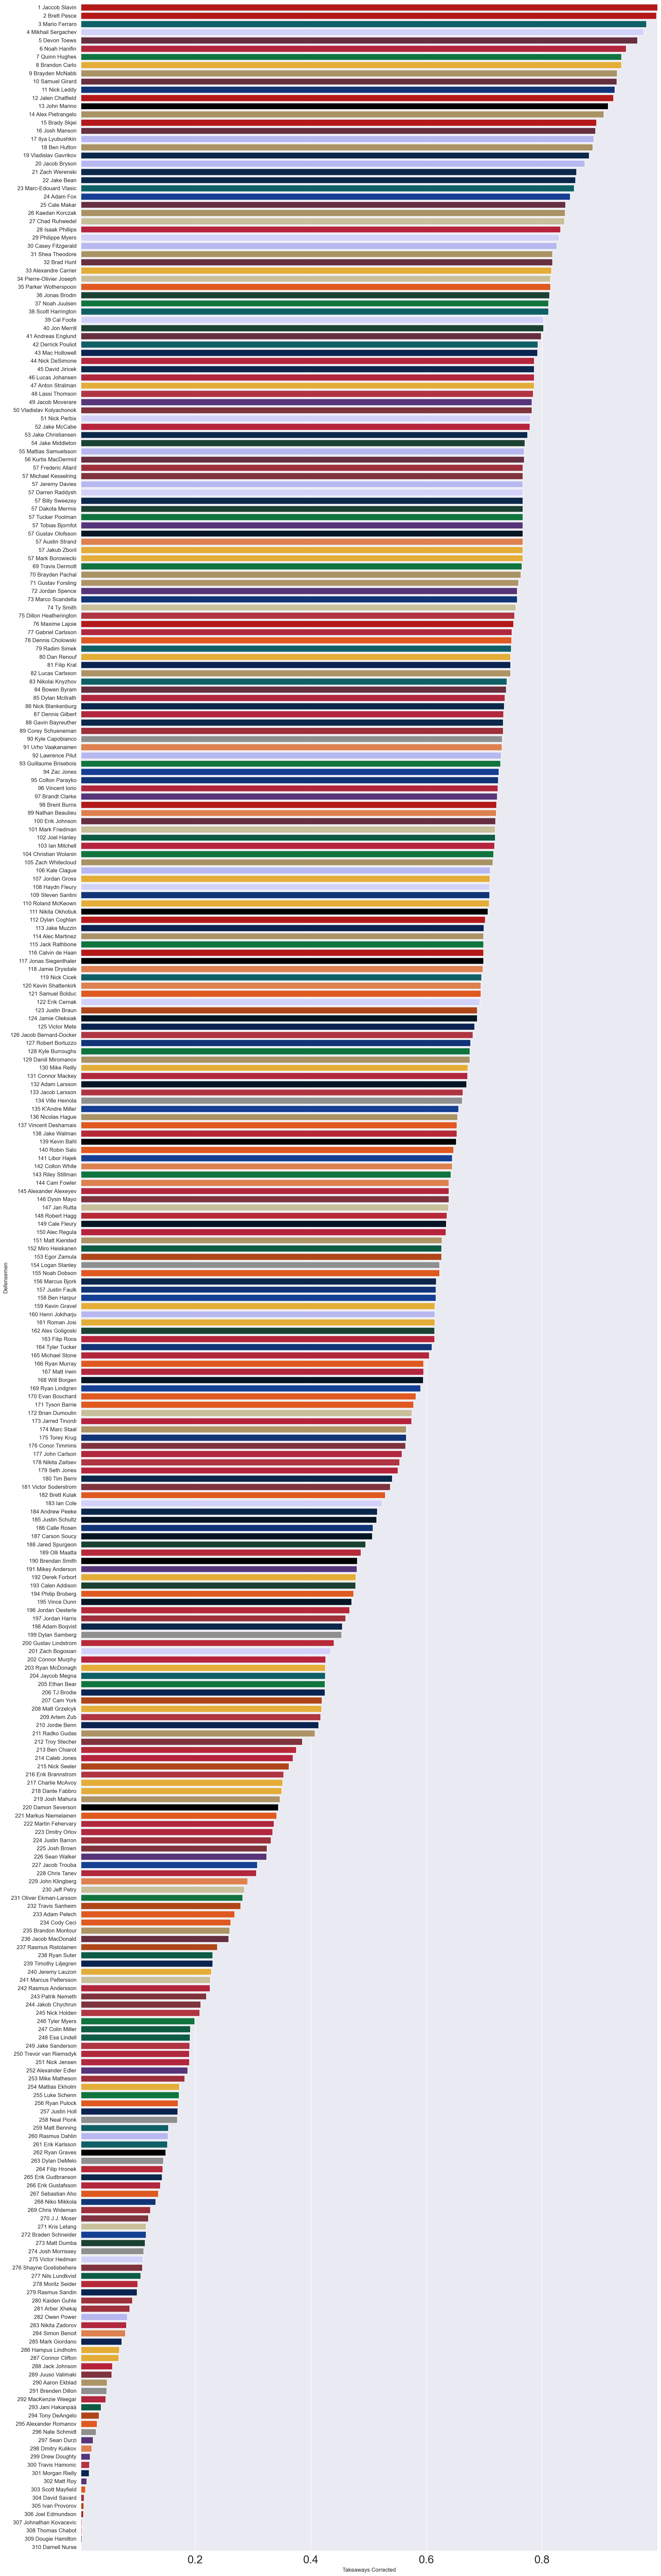 1 Jaccob Slavin
2 Brett Pesce
3 Mario Ferraro
4 Mikhail Sergachev
5 Devon Toews
6 Noah Hanifin
7 Quinn Hughes
8 Brandon Carlo
9 Brayden McNabb
10 Samuel Girard
11 Nick Leddy
12 Jalen Chatfield
13 John Marino
14 Alex Pietrangelo
15 Brady Skjei
16 Josh Manson
17 Ilya Lyubushkin
18 Ben Hutton
19 Vladislav Gavrikov
20 Jacob Bryson
21 Zach Werenski
22 Jake Bean
23 Marc-Edouard Vlasic
24 Adam Fox
25 Cale Makar
26 Kaedan Korczak
27 Chad Ruhwedel
28 Isaak Phillips
29 Philippe Myers
30 Casey Fitzgerald
31 Shea Theodore
32 Brad Hunt
33 Alexandre Carrier
34 Pierre-Olivier Joseph
35 Parker Wotherspoon
36 Jonas Brodin
37 Noah Juulsen
38 Scott Harrington
39 Cal Foote
40 Jon Merrill
41 Andreas Englund
42 Derrick Pouliot
43 Mac Hollowell
44 Nick DeSimone
45 David Jiricek
46 Lucas Johansen
47 Anton Stralman
48 Lassi Thomson
49 Jacob Moverare
50 Vladislav Kolyachonok
51 Nick Perbix
52 Jake McCabe
53 Jake Christiansen
54 Jake Middleton
55 Mattias Samuelsson
56 Kurtis MacDermid
57 Frederic Allard
57 Michael Kesselring
57 Jeremy Davies
57 Darren Raddysh
57 Billy Sweezey
57 Dakota Mermis
57 Tucker Poolman
57 Tobias Bjornfot
57 Gustav Olofsson
57 Austin Strand
57 Jakub Zboril
57 Mark Borowiecki
69 Travis Dermott
70 Brayden Pachal
71 Gustav Forsling
72 Jordan Spence
73 Marco Scandella
74 Ty Smith
75 Dillon Heatherington
76 Maxime Lajoie
77 Gabriel Carlsson
78 Dennis Cholowski
79 Radim Simek
80 Dan Renouf
81 Filip Kral
82 Lucas Carlsson
83 Nikolai Knyzhov
84 Bowen Byram
85 Dylan McIlrath
86 Nick Blankenburg
87 Dennis Gilbert
88 Gavin Bayreuther
89 Corey Schueneman
90 Kyle Capobianco
91 Urho Vaakanainen
92 Lawrence Pilut
93 Guillaume Brisebois
94 Zac Jones
95 Colton Parayko
96 Vincent Iorio
97 Brandt Clarke
98 Brent Burns
99 Nathan Beaulieu
100 Erik Johnson
101 Mark Friedman
102 Joel Hanley
103 Ian Mitchell
104 Christian Wolanin
105 Zach Whitecloud
106 Kale Clague
107 Jordan Gross
108 Haydn Fleury
109 Steven Santini
110 Roland McKeown
111 Nikita Okhotiuk
112 Dylan Coghlan
113 Jake Muzzin
114 Alec Martinez
115 Jack Rathbone
116 Calvin de Haan
117 Jonas Siegenthaler
118 Jamie Drysdale
119 Nick Cicek
120 Kevin Shattenkirk
121 Samuel Bolduc
122 Erik Cernak
123 Justin Braun
124 Jamie Oleksiak
125 Victor Mete
126 Jacob Bernard-Docker
127 Robert Bortuzzo
128 Kyle Burroughs
129 Daniil Miromanov
130 Mike Reilly
131 Connor Mackey
132 Adam Larsson
133 Jacob Larsson
134 Ville Heinola
135 K'Andre Miller
136 Nicolas Hague
137 Vincent Desharnais
138 Jake Walman
139 Kevin Bahl
140 Robin Salo
141 Libor Hajek
142 Colton White
143 Riley Stillman
144 Cam Fowler
145 Alexander Alexeyev
146 Dysin Mayo
147 Jan Rutta
148 Robert Hagg
149 Cale Fleury
150 Alec Regula
151 Matt Kiersted
152 Miro Heiskanen
153 Egor Zamula
154 Logan Stanley
155 Noah Dobson
156 Marcus Bjork
157 Justin Faulk
158 Ben Harpur
159 Kevin Gravel
160 Henri Jokiharju
161 Roman Josi
162 Alex Goligoski
163 Filip Roos
164 Tyler Tucker
165 Michael Stone
166 Ryan Murray
167 Matt Irwin
168 Will Borgen
169 Ryan Lindgren
170 Evan Bouchard
171 Tyson Barrie
172 Brian Dumoulin
173 Jarred Tinordi
174 Marc Staal
175 Torey Krug
176 Conor Timmins
177 John Carlson
178 Nikita Zaitsev
179 Seth Jones
180 Tim Berni
181 Victor Soderstrom
182 Brett Kulak
183 Ian Cole
184 Andrew Peeke
185 Justin Schultz
186 Calle Rosen
187 Carson Soucy
188 Jared Spurgeon
189 Olli Maatta
190 Brendan Smith
191 Mikey Anderson
192 Derek Forbort
193 Calen Addison
194 Philip Broberg
195 Vince Dunn
196 Jordan Oesterle
197 Jordan Harris
198 Adam Boqvist
199 Dylan Samberg
200 Gustav Lindstrom
201 Zach Bogosian
202 Connor Murphy
203 Ryan McDonagh
204 Jaycob Megna
205 Ethan Bear
206 TJ Brodie
207 Cam York
208 Matt Grzelcyk
209 Artem Zub
210 Jordie Benn
211 Radko Gudas
212 Troy Stecher
213 Ben Chiarot
214 Caleb Jones
215 Nick Seeler
216 Erik Brannstrom
217 Charlie McAvoy
218 Dante Fabbro
219 Josh Mahura
220 Damon Severson
221 Markus Niemelainen
222 Martin Fehervary
223 Dmitry Orlov
224 Justin Barron
225 Josh Brown
226 Sean Walker
227 Jacob Trouba
228 Chris Tanev
229 John Klingberg
230 Jeff Petry
231 Oliver Ekman-Larsson
232 Travis Sanheim
233 Adam Pelech
234 Cody Ceci
235 Brandon Montour
236 Jacob MacDonald
237 Rasmus Ristolainen
238 Ryan Suter
239 Timothy Liljegren
240 Jeremy Lauzon
241 Marcus Pettersson
242 Rasmus Andersson
243 Patrik Nemeth
244 Jakob Chychrun
245 Nick Holden
246 Tyler Myers
247 Colin Miller
248 Esa Lindell
249 Jake Sanderson
250 Trevor van Riemsdyk
251 Nick Jensen
252 Alexander Edler
253 Mike Matheson
254 Mattias Ekholm
255 Luke Schenn
256 Ryan Pulock
257 Justin Holl
258 Neal Pionk
259 Matt Benning
260 Rasmus Dahlin
261 Erik Karlsson
262 Ryan Graves
263 Dylan DeMelo
264 Filip Hronek
265 Erik Gudbranson
266 Erik Gustafsson
267 Sebastian Aho
268 Niko Mikkola
269 Chris Wideman
270 J.J. Moser
271 Kris Letang
272 Braden Schneider
273 Matt Dumba
274 Josh Morrissey
275 Victor Hedman
276 Shayne Gostisbehere
277 Nils Lundkvist
278 Moritz Seider
279 Rasmus Sandin
280 Kaiden Guhle
281 Arber Xhekaj
282 Owen Power
283 Nikita Zadorov
284 Simon Benoit
285 Mark Giordano
286 Hampus Lindholm
287 Connor Clifton
288 Jack Johnson
289 Juuso Valimaki
290 Aaron Ekblad
291 Brenden Dillon
292 MacKenzie Weegar
293 Jani Hakanpää
294 Tony DeAngelo
295 Alexander Romanov
296 Nate Schmidt
297 Sean Durzi
298 Dmitry Kulikov
299 Drew Doughty
300 Travis Hamonic
301 Morgan Rielly
302 Matt Roy
303 Scott Mayfield
304 David Savard
305 Ivan Provorov
306 Joel Edmundson
307 Johnathan Kovacevic
308 Thomas Chabot
309 Dougie Hamilton
310 Darnell Nurse
Defensemen
0.2 0.4 0.6 0.8
Takeaways Corrected